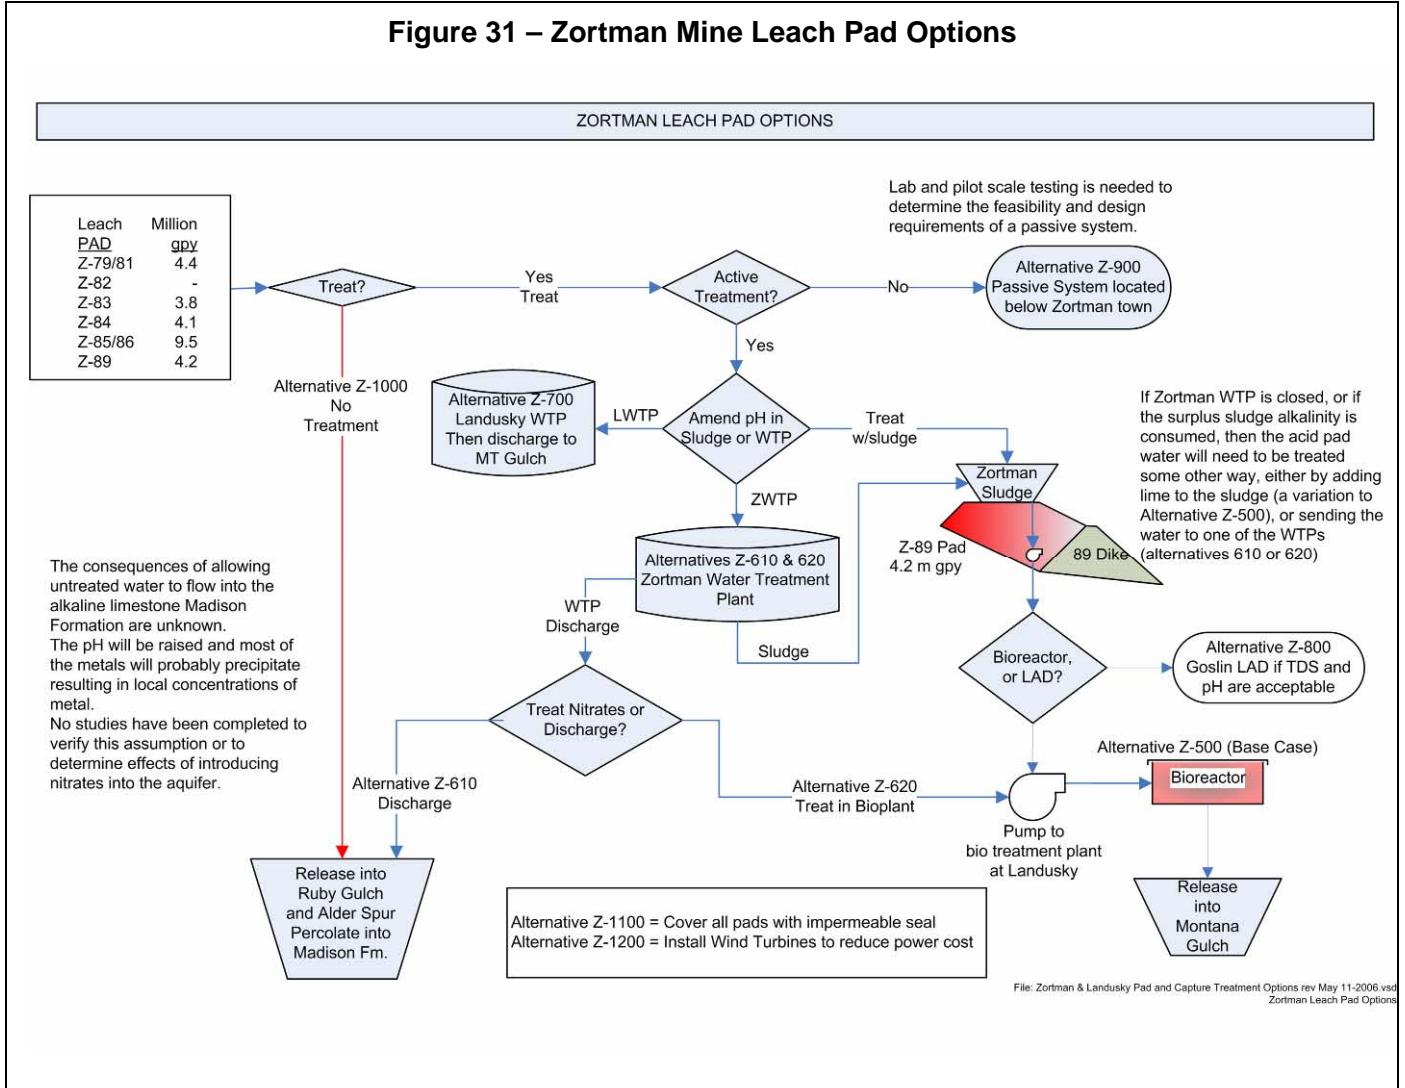 Figure 31 – Zortman Mine Leach Pad Options
ZORTMAN LEACH PAD OPTIONS
Lab and pilot scale testing is needed to
determine the feasibility and design
requirements of a passive system.
Leach Million
PAD gpy
Z-79/81 4.4
Z-82 -
Z-83 3.8
Z-84 4.1
Z-85/86 9.5
Z-89 4.2
Treat?
Yes
Treat
Active
Treatment?
No
Alternative Z-900
Passive System located
below Zortman town
Yes
Alternative Z-1000
No
Treatment
Alternative Z-700
Landusky WTP
Then discharge to
MT Gulch
LWTP
Amend pH in
Sludge or WTP
Treat
w/sludge
If Zortman WTP is closed, or if
the surplus sludge alkalinity is
consumed, then the acid pad
water will need to be treated
some other way, either by adding
lime to the sludge (a variation to
Alternative Z-500), or sending the
water to one of the WTPs
(alternatives 610 or 620)
Zortman
Sludge
ZWTP
Z-89 Pad
4.2 m gpy
89 Dike
Alternatives Z-610 & 620
Zortman Water Treatment
Plant
The consequences of allowing
untreated water to flow into the
alkaline limestone Madison
Formation are unknown.
The pH will be raised and most of
the metals will probably precipitate
resulting in local concentrations of
metal.
No studies have been completed to
verify this assumption or to
determine effects of introducing
nitrates into the aquifer.
WTP
Discharge
Sludge
Bioreactor,
or LAD?
Alternative Z-800
Goslin LAD if TDS and
pH are acceptable
Treat Nitrates or
Discharge?
Alternative Z-610
Discharge
Alternative Z-620
Treat in Bioplant
Alternative Z-500 (Base Case)
Bioreactor
Pump to
bio treatment plant
at Landusky
Release into
Ruby Gulch
and Alder Spur
Percolate into
Madison Fm.
Alternative Z-1100 = Cover all pads with impermeable seal
Alternative Z-1200 = Install Wind Turbines to reduce power cost
Release
into
Montana
Gulch
File: Zortman & Landusky Pad and Capture Treatment Options rev May 11-2006.vsd
Zortman Leach Pad Options